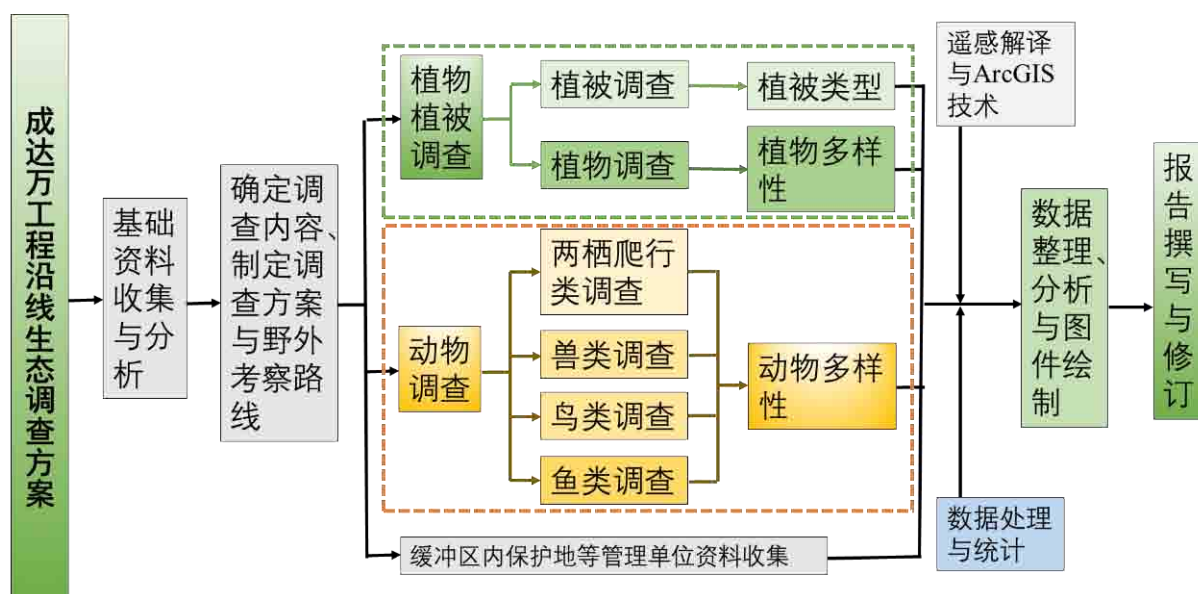 成达万工程沿线生态调查方案
基础
资料
收集
与分
析
确定调
查内容、
制定调
查方案
与野外
考察路
线
植物
植被
调查
植被调查
植被类型
植物调查
植物多样
性
动物
调查
两栖爬行
类调查
兽类调查
鸟类调查
鱼类调查
动物多样
性
缓冲区内保护地等管理单位资料收集
遥感解译
与ArcGIS
技术
数据处理
与统计
数据
整理、
分析
与图
件绘
制
报告撰写与修订